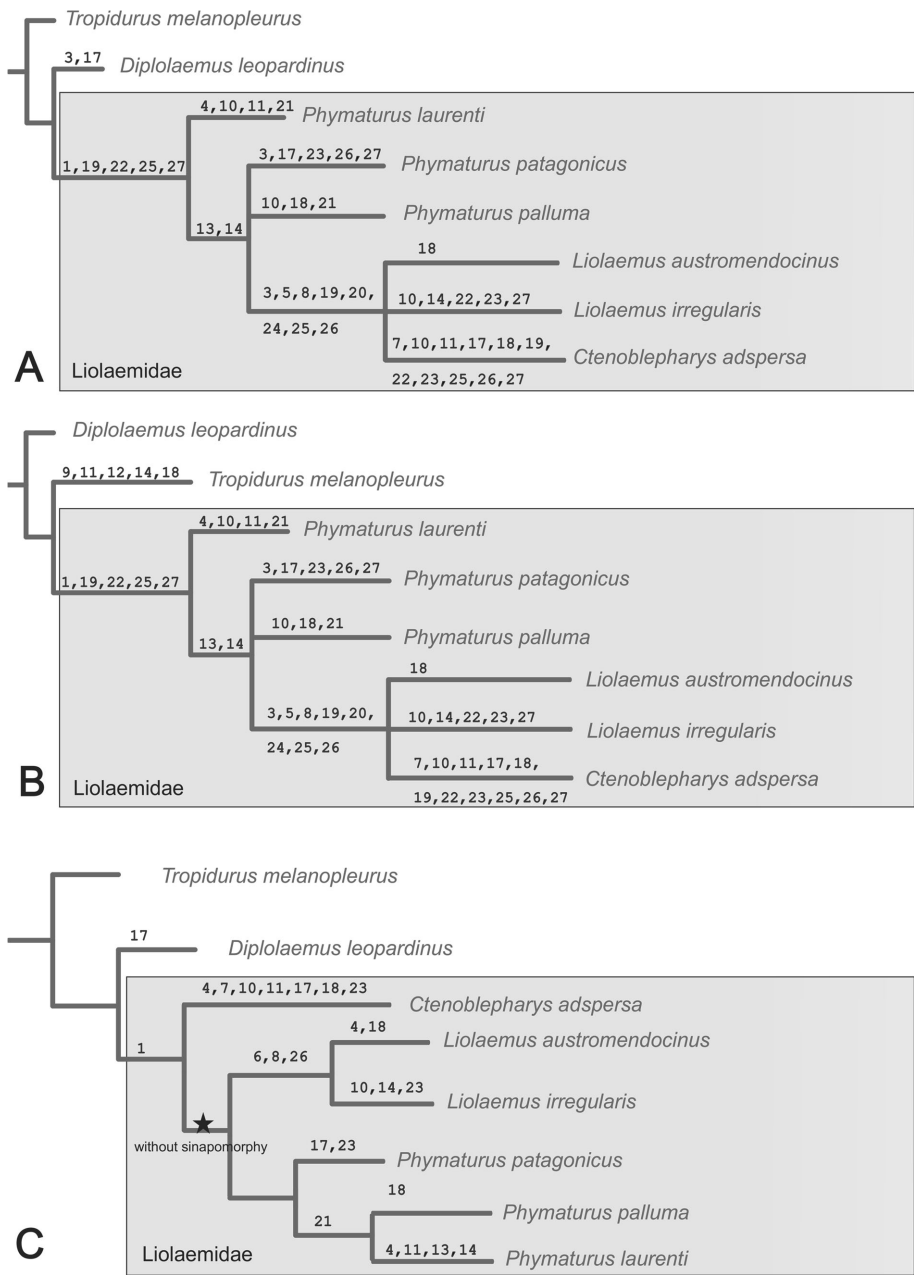 Tropidurus melanopleurus
3,17
Diplolaemus leopardinus
4,10,11,21
Phymaturus laurenti
1,19,22,25,27
3,17,23,26,27
Phymaturus patagonicus
10,18,21
Phymaturus palluma
13,14
18
Liolaemus austromendocinus
3,5,8,19,20,
24,25,26
10,14,22,23,27
Liolaemus irregularis
7,10,11,17,18,19,
22,23,25,26,27
Ctenoblepharys adspersa
A
Liolaemidae
Diplolaemus leopardinus
9,11,12,14,18
Tropidurus melanopleurus
4,10,11,21
Phymaturus laurenti
1,19,22,25,27
3,17,23,26,27
Phymaturus patagonicus
10,18,21
Phymaturus palluma
13,14
18
Liolaemus austromendocinus
3,5,8,19,20,
24,25,26
10,14,22,23,27
Liolaemus irregularis
7,10,11,17,18,
19,22,23,25,26,27
Ctenoblepharys adspersa
B
Liolaemidae
Tropidurus melanopleurus
17
Diplolaemus leopardinus
4,7,10,11,17,18,23
Ctenoblepharys adspersa
1
4,18
Liolaemus austromendocinus
6,8,26
10,14,23
Liolaemus irregularis
without sinapomorphy
17,23
Phymaturus patagonicus
18
Phymaturus palluma
21
4,11,13,14
Phymaturus laurenti
C
Liolaemidae